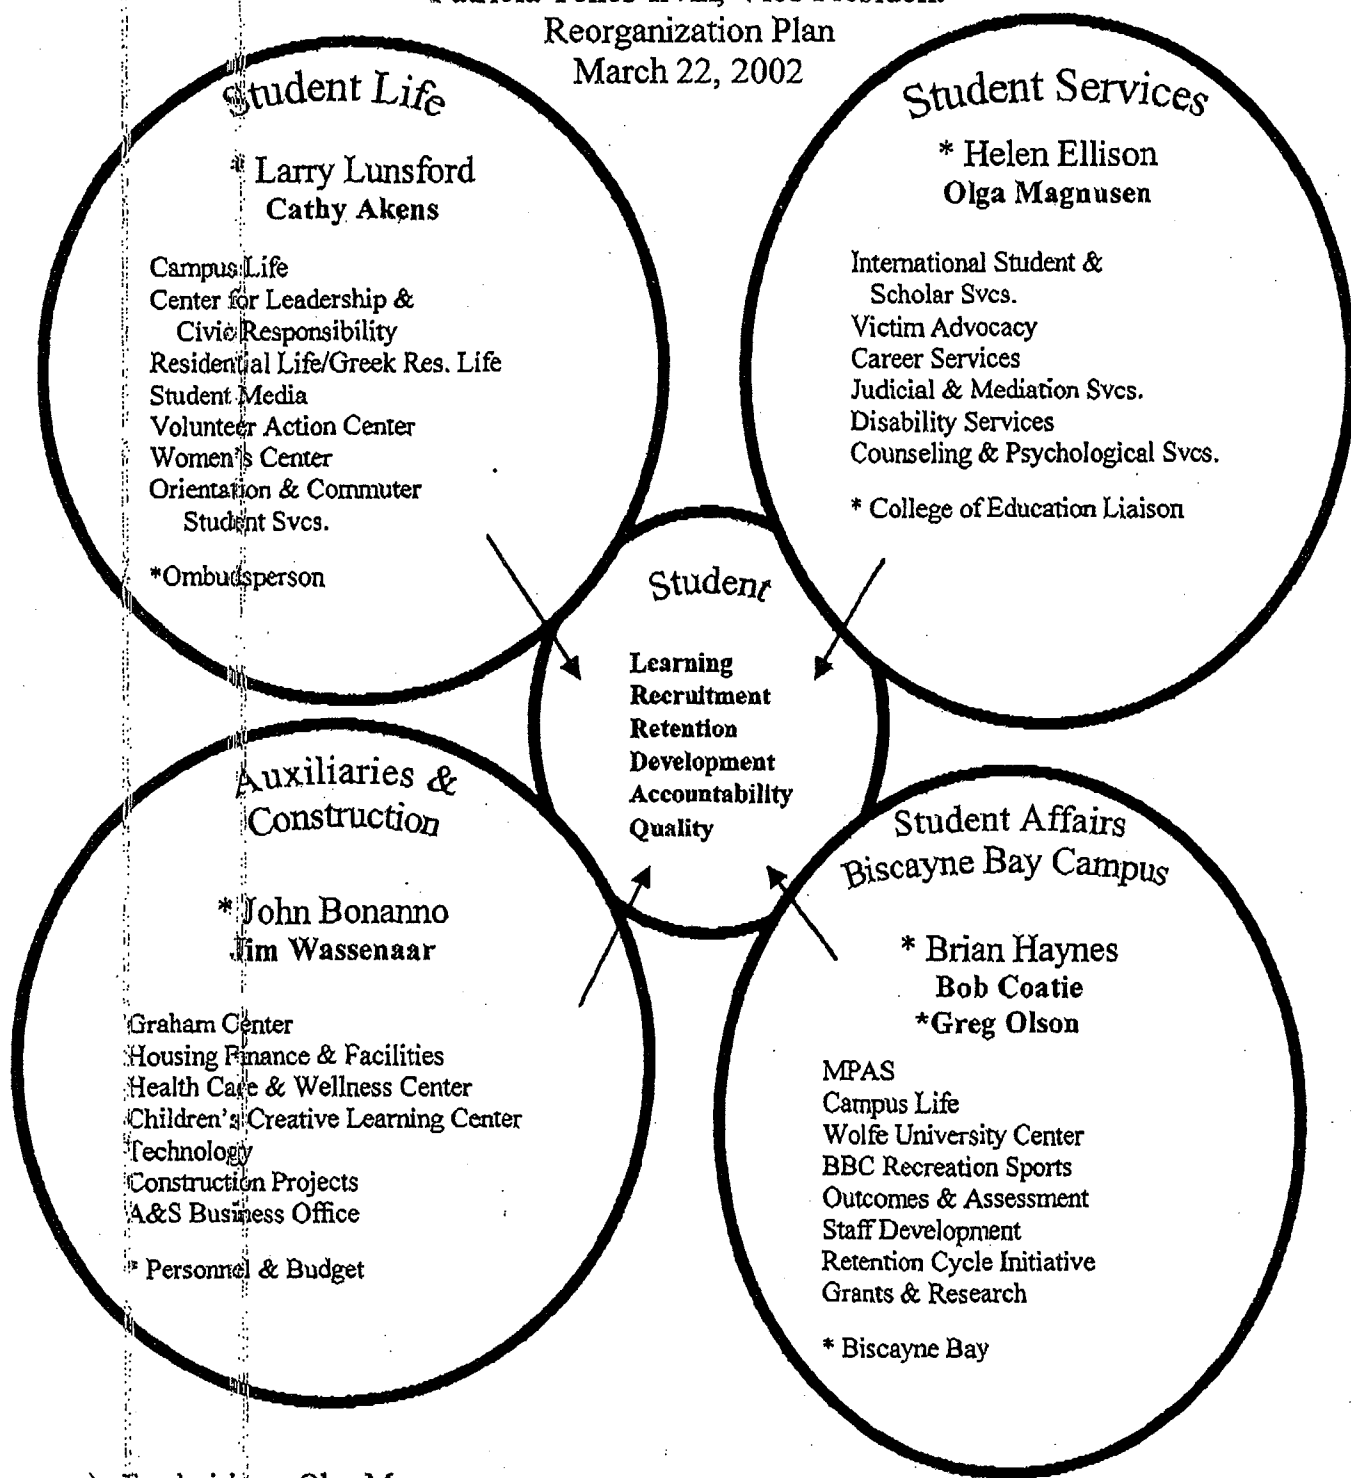 Reorganization Plan
March 22, 2002
Student Life
* Larry Lunsford
Cathy Akens
Campus Life
Center for Leadership &
Civic Responsibility
Residential Life/Greek Res. Life
Student Media
Volunteer Action Center
Women's Center
Orientation & Commuter
Student Svcs.
*Ombudsperson
Student Services
* Helen Ellison
Olga Magnusen
International Student &
Scholar Svcs.
Victim Advocacy
Career Services
Judicial & Mediation Svcs.
Disability Services
Counseling & Psychological Svcs.
* College of Education Liaison
Student
Learning
Recruitment
Retention
Development
Accountability
Quality
Auxiliaries &
Construction
* John Bonanno
Jim Wassenaar
Graham Center
Housing Finance & Facilities
Health Care & Wellness Center
Children's Creative Learning Center
Technology
Construction Projects
A&S Business Office
* Personnel & Budget
Student Affairs
Biscayne Bay Campus
* Brian Haynes
Bob Coatie
*Greg Olson
MPAS
Campus Life
Wolfe University Center
BBC Recreation Sports
Outcomes & Assessment
Staff Development
Retention Cycle Initiative
Grants & Research
* Biscayne Bay